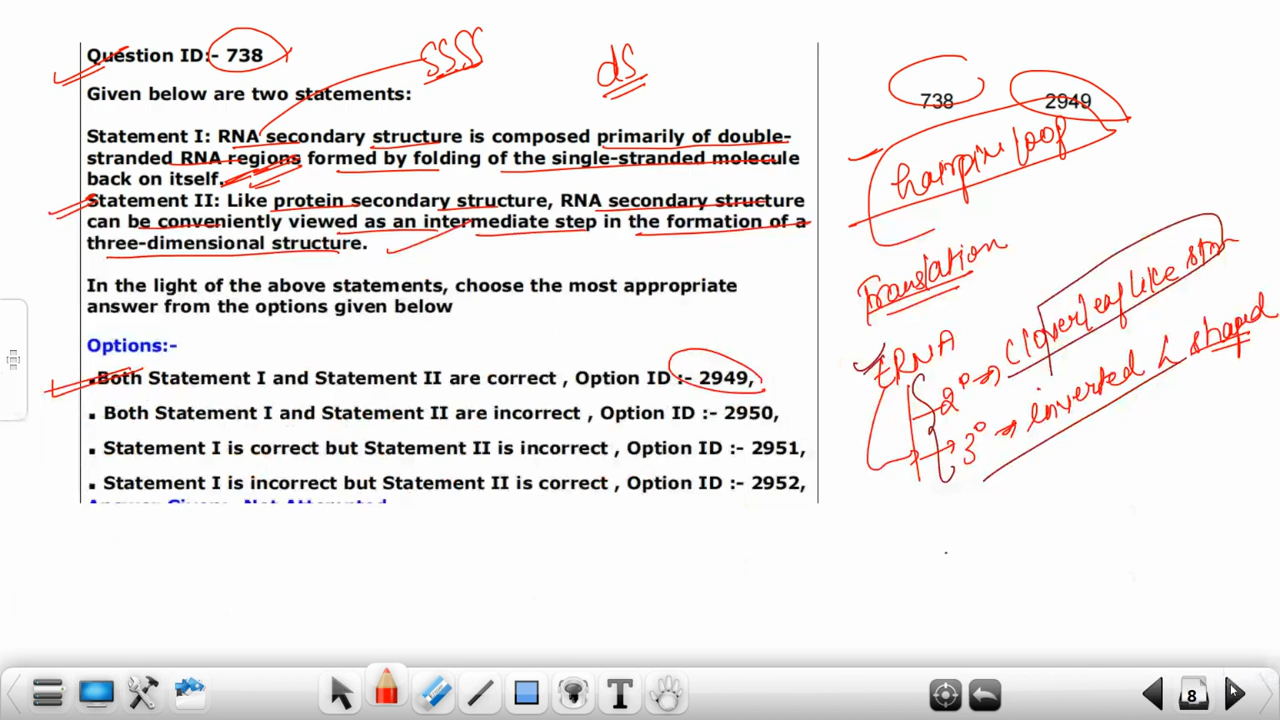 Question ID:- 738
SSSS
ds
Given below are two statements:
Statement I: RNA secondary structure is composed primarily of double-
stranded RNA regions formed by folding of the single-stranded molecule
back on itself.
Statement II: Like protein secondary structure, RNA secondary structure
can be conveniently viewed as an intermediate step in the formation of a
three-dimensional structure.
In the light of the above statements, choose the most appropriate
answer from the options given below
Options:-
Both Statement I and Statement II are correct , Option ID :- 2949,
Both Statement I and Statement II are incorrect , Option ID :- 2950,
Statement I is correct but Statement II is incorrect , Option ID :- 2951,
Statement I is incorrect but Statement II is correct , Option ID :- 2952,
738 2949
hairpin loop
Translation
tRNA
2° → cloverleaf like
3° → inverted L shaped
T
8